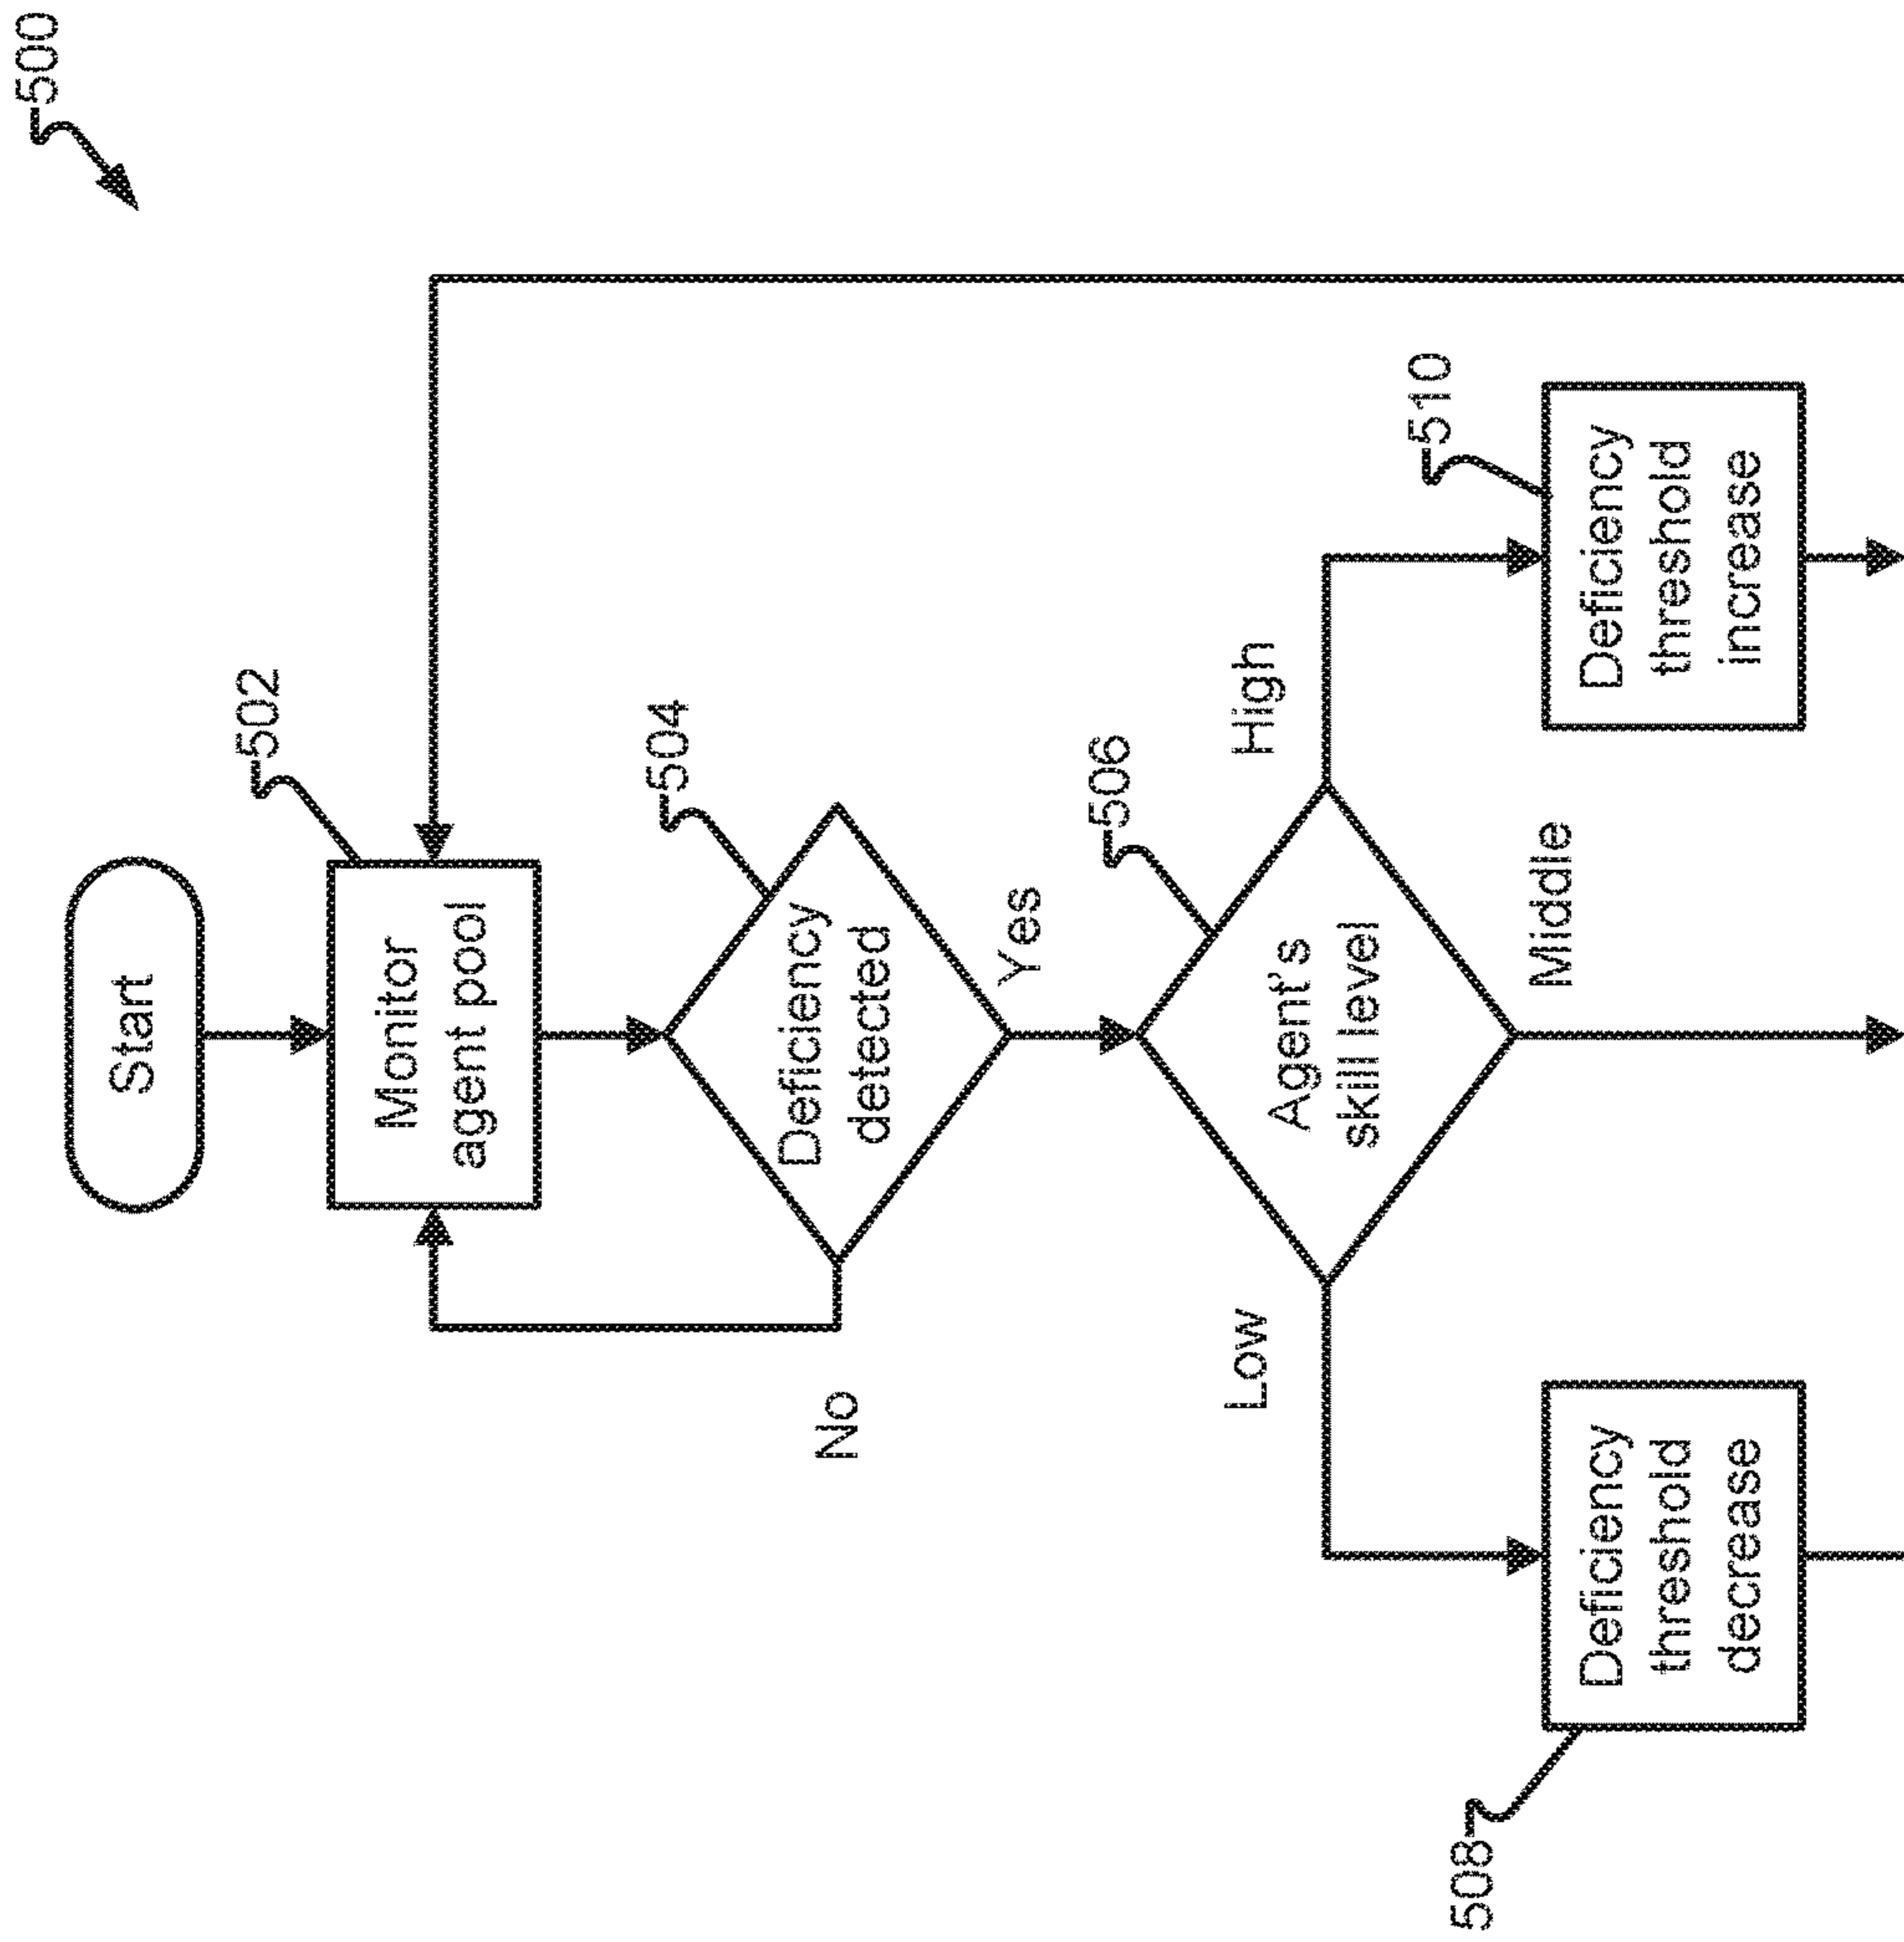 500
Start
502
Monitor
agent pool
504
Deficiency
detected
No
Yes
506
Agent's
skill level
Low
High
Middle
508
Deficiency
threshold
decrease
510
Deficiency
threshold
increase